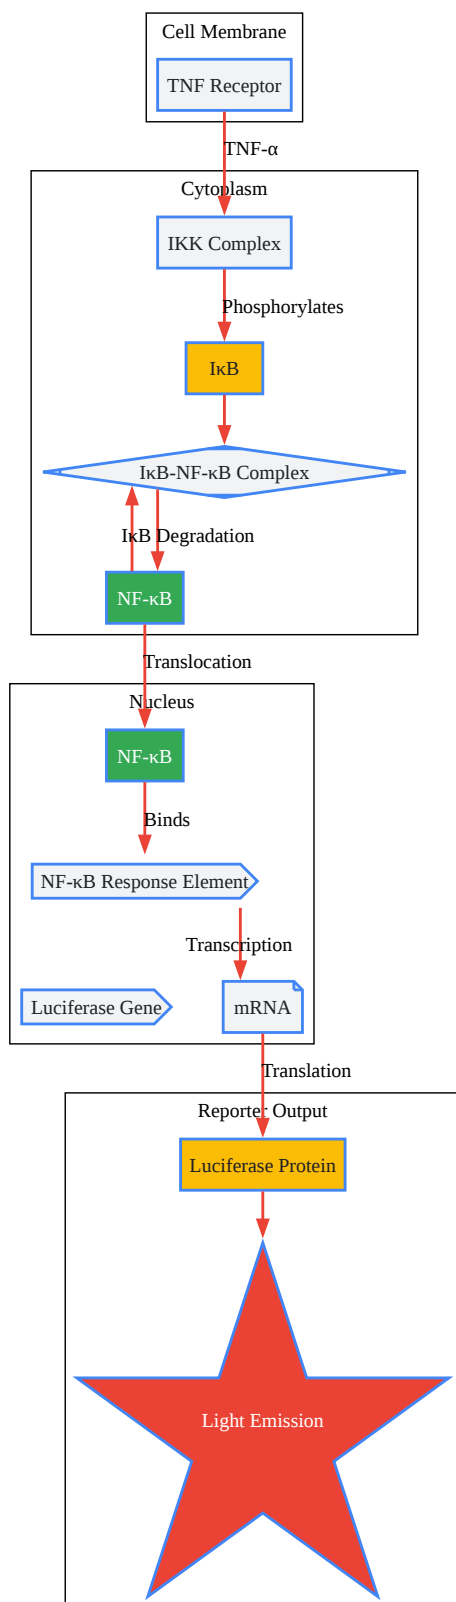 Cell Membrane
TNF Receptor
TNF-α
Cytoplasm
IKK Complex
Phosphorylates
IκB
IκB-NF-κB Complex
IκB Degradation
NF-κB
Translocation
Nucleus
NF-κB
Binds
NF-κB Response Element
Transcription
Luciferase Gene
mRNA
Translation
Reporter Output
Luciferase Protein
Light Emission